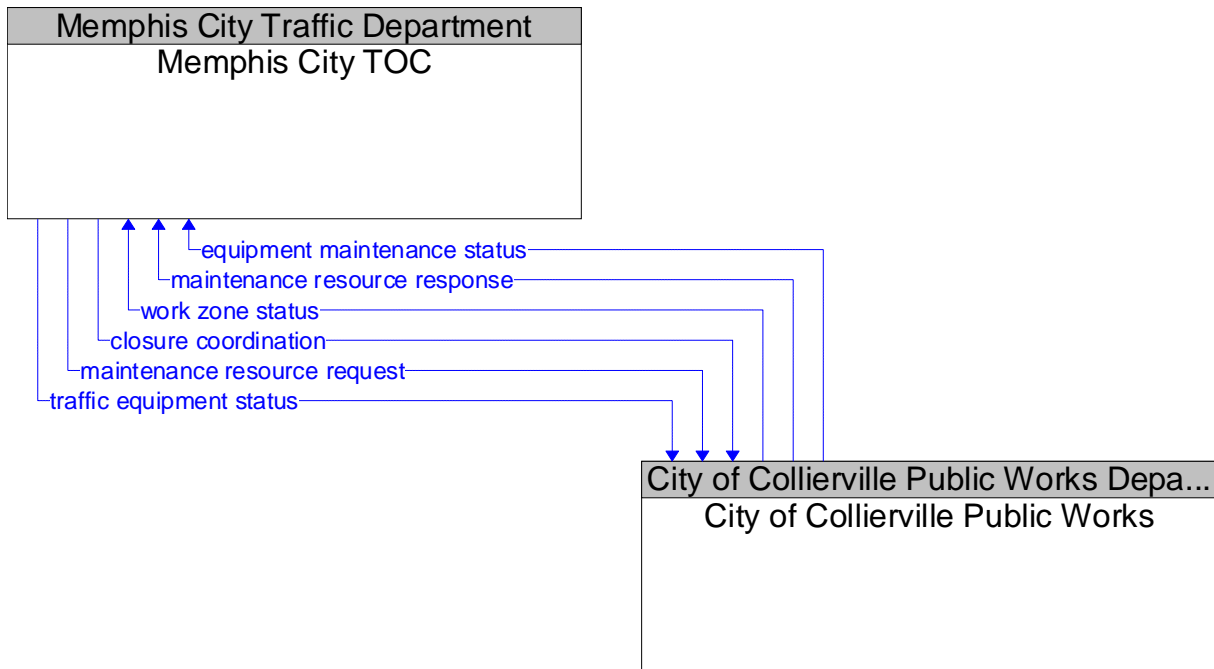 Memphis City Traffic Department
Memphis City TOC
equipment maintenance status
maintenance resource response
work zone status
closure coordination
maintenance resource request
traffic equipment status
City of Collierville Public Works Depa...
City of Collierville Public Works